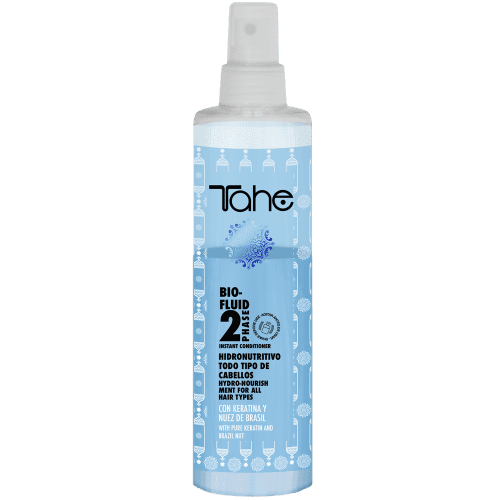 Tahe
BIO-
FLUID
2 PHASE
INSTANT CONDITIONER
HIDRONUTRITIVO
TODO TIPO DE
CABELLOS
HYDRO-NOURISH
MENT FOR ALL
HAIR TYPES
CON KERATINA Y
NUEZ DE BRASIL
WITH PURE KERATIN AND
BRAZIL NUT